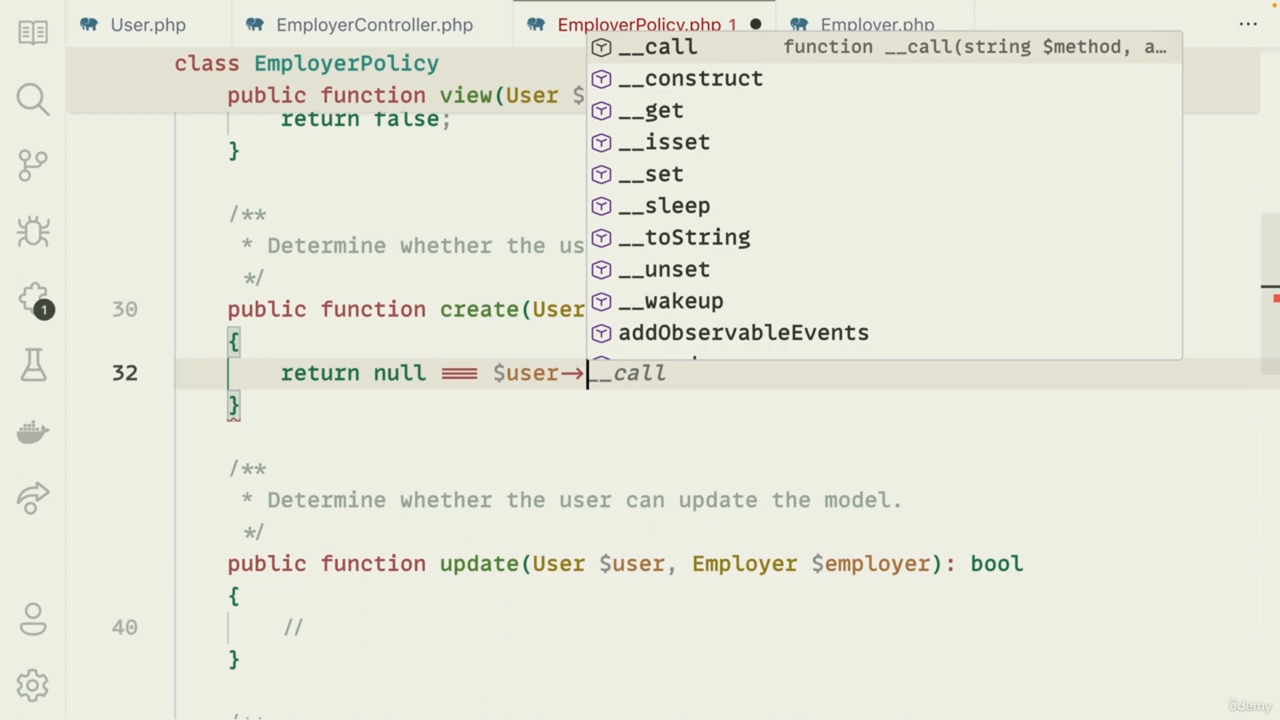 User.php EmployerController.php EmployerPolicy.php 1 Employer.php
class EmployerPolicy
public function view(User $
return false;
}
/**
* Determine whether the us
*/
30 public function create(User
{
32 return null === $user->__call
}
/**
* Determine whether the user can update the model.
*/
public function update(User $user, Employer $employer): bool
{
40 //
}
/**
__call function __call(string $method, a…
__construct
__get
__isset
__set
__sleep
__toString
__unset
__wakeup
addObservableEvents
1
ûdemy